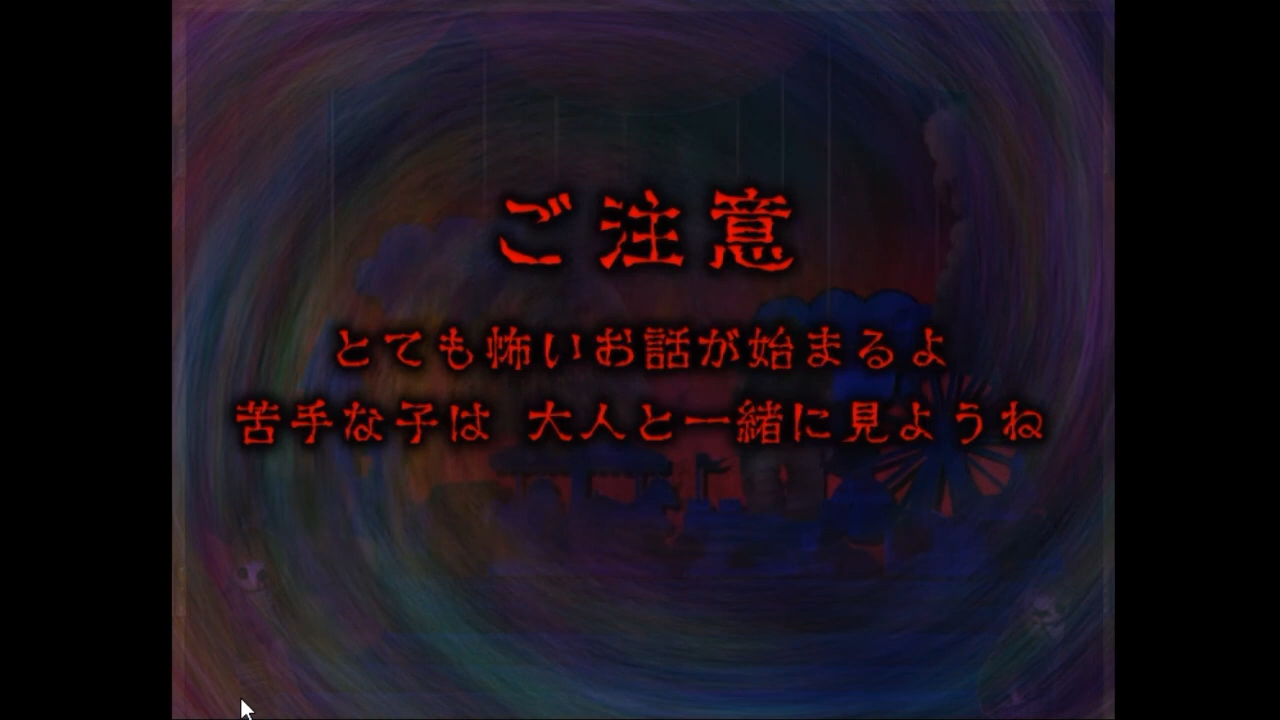 ご注意
とても怖いお話が始まるよ
苦手な子は 大人と一緒に見ようね